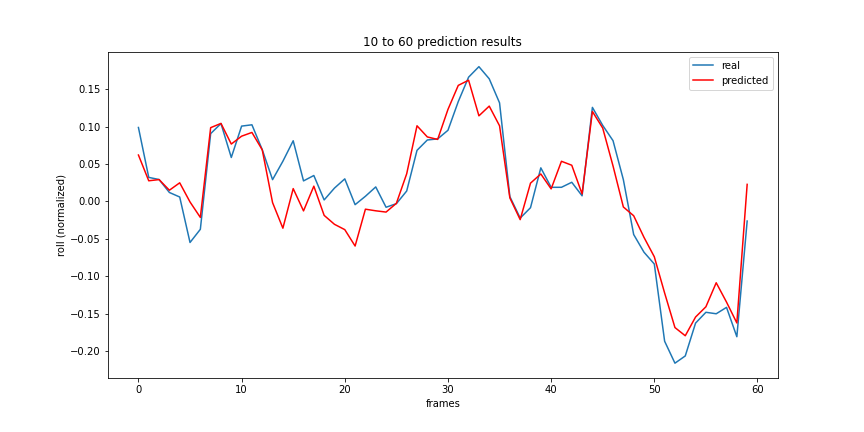 10 to 60 prediction results
real
predicted
roll (normalized)
0.15
0.10
0.05
0.00
−0.05
−0.10
−0.15
−0.20
0 10 20 30 40 50 60
frames